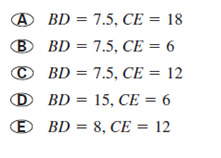 Ⓐ BD = 7.5, CE = 18
Ⓑ BD = 7.5, CE = 6
Ⓒ BD = 7.5, CE = 12
Ⓓ BD = 15, CE = 6
Ⓔ BD = 8, CE = 12